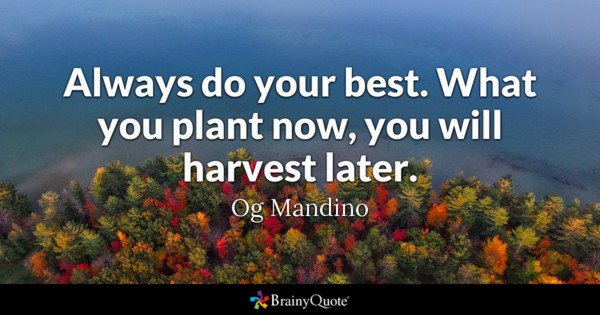 Always do your best. What
you plant now, you will
harvest later.
Og Mandino
BrainyQuote®